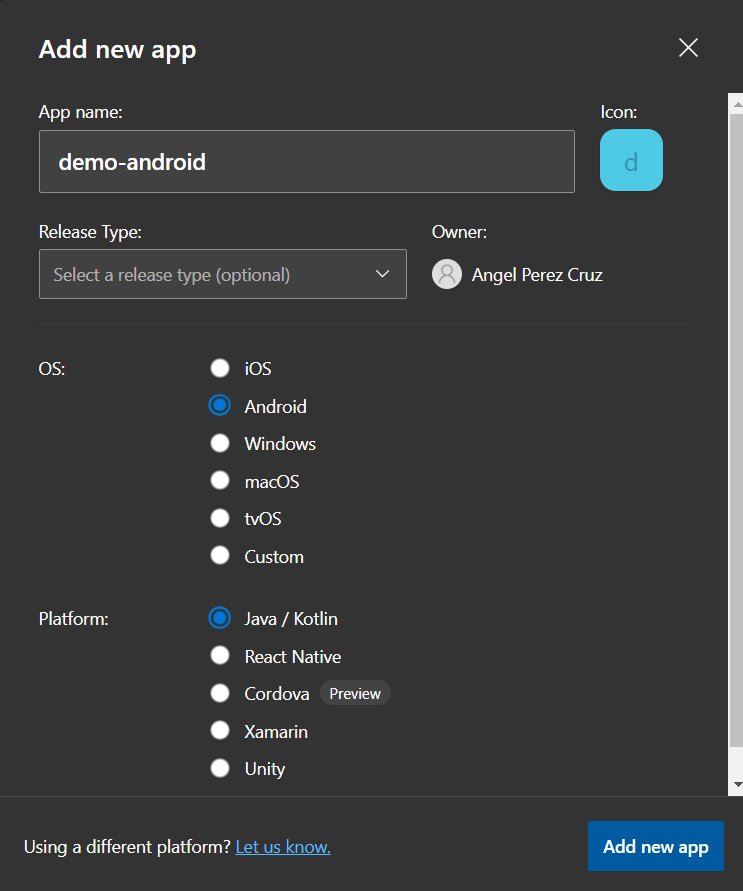 Add new app
App name:
Icon:
demo-android
d
Release Type:
Owner:
Select a release type (optional)
Angel Perez Cruz
OS:
iOS
Android
Windows
macOS
tvOS
Custom
Platform:
Java / Kotlin
React Native
Cordova Preview
Xamarin
Unity
Using a different platform? Let us know.
Add new app